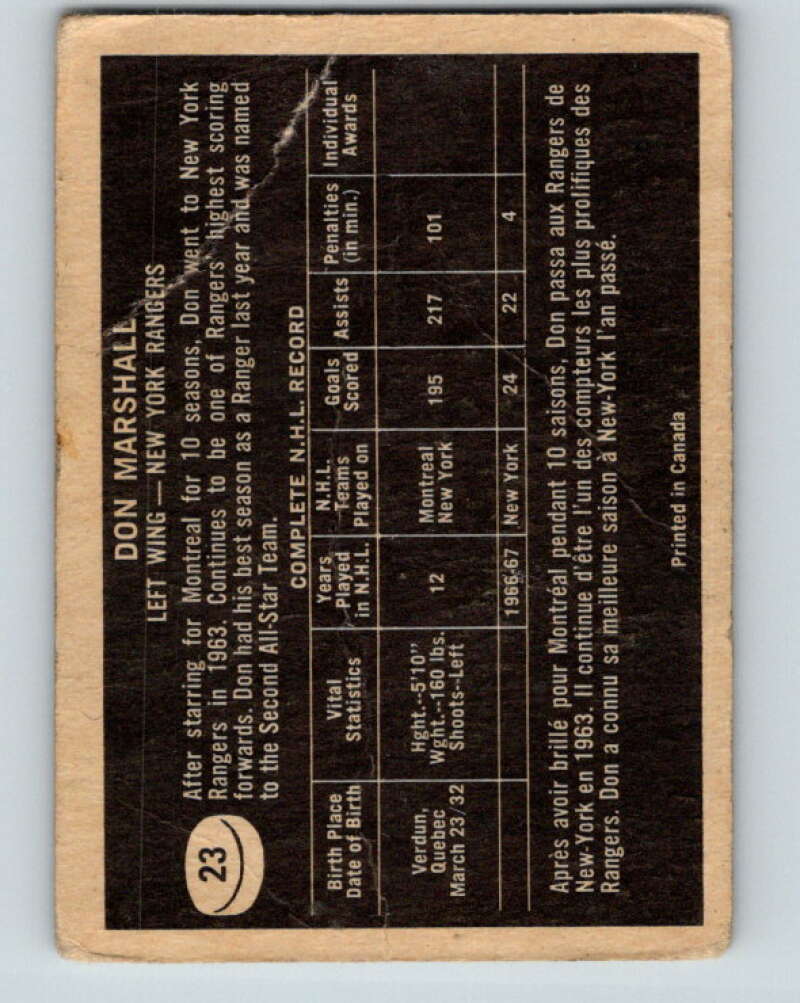 23
DON MARSHALL
LEFT WING — NEW YORK RANGERS
After starring for Montreal for 10 seasons, Don went to New York
Rangers in 1963. Continues to be one of Rangers highest scoring
forwards. Don had his best season as a Ranger last year and was named
to the Second All-Star Team.
COMPLETE N.H.L. RECORD
Birth Place Date of Birth | Vital Statistics | Years Played in N.H.L. | N.H.L. Teams Played on | Goals Scored | Assists | Penalties (in min.) | Individual Awards
Verdun, Quebec March 23/32 | Hght.--5'10" Wght.--160 lbs. Shoots--Left | 12 | Montreal New York | 195 | 217 | 101
1966-67 | New York | 24 | 22 | 4
Après avoir brillé pour Montréal pendant 10 saisons, Don passa aux Rangers de
New-York en 1963. Il continue d'être l'un des compteurs les plus prolifiques des
Rangers. Don a connu sa meilleure saison à New-York l'an passé.
Printed in Canada